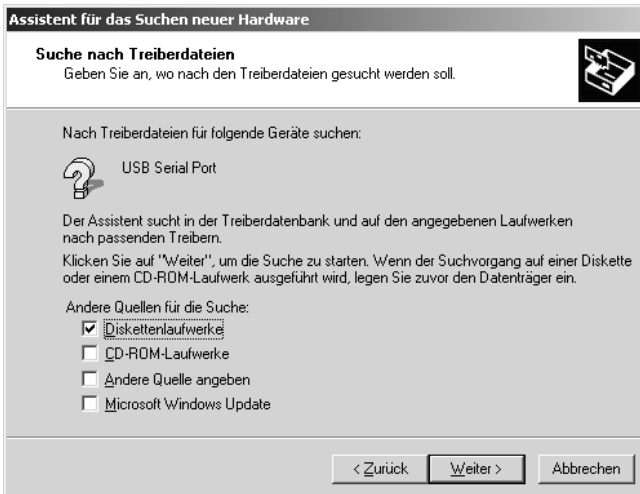 Assistent für das Suchen neuer Hardware
Suche nach Treiberdateien
Geben Sie an, wo nach den Treiberdateien gesucht werden soll.
Nach Treiberdateien für folgende Geräte suchen:
USB Serial Port
Der Assistent sucht in der Treiberdatenbank und auf den angegebenen Laufwerken
nach passenden Treibern.
Klicken Sie auf "Weiter", um die Suche zu starten. Wenn der Suchvorgang auf einer Diskette
oder einem CD-ROM-Laufwerk ausgeführt wird, legen Sie zuvor den Datenträger ein.
Andere Quellen für die Suche:
Diskettenlaufwerke
CD-ROM-Laufwerke
Andere Quelle angeben
Microsoft Windows Update
< Zurück Weiter > Abbrechen